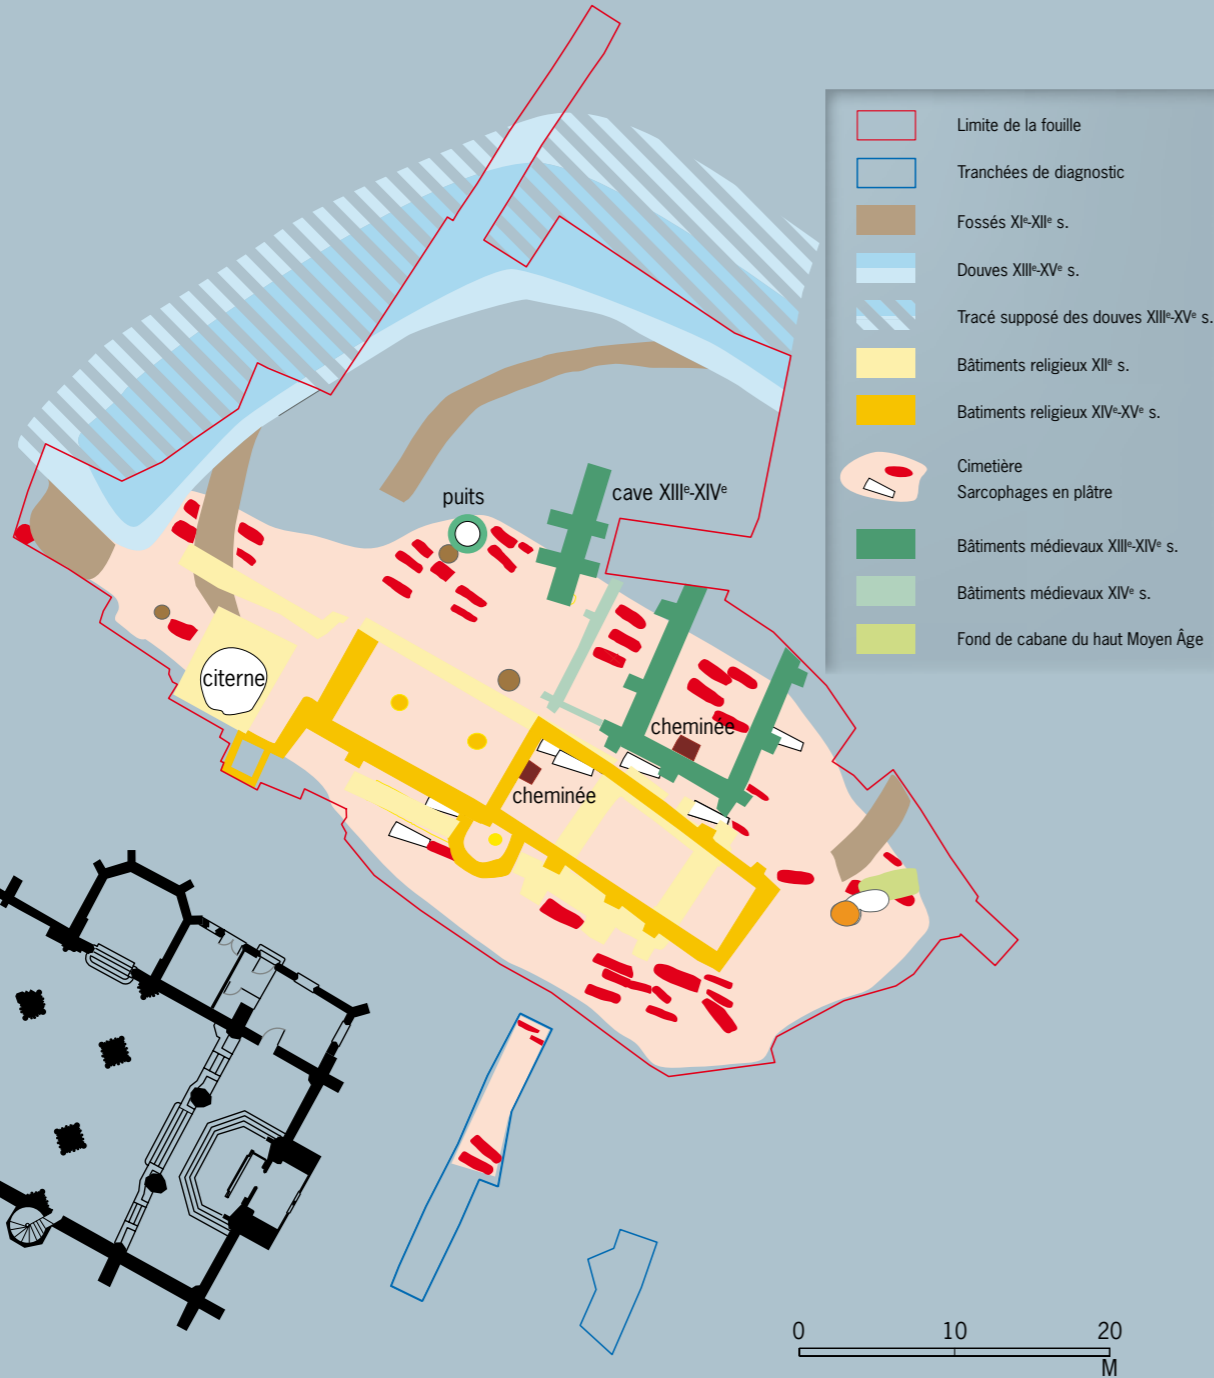 Limite de la fouille
Tranchées de diagnostic
Fossés XIᵉ-XIIᵉ s.
Douves XIIIᵉ-XVᵉ s.
Tracé supposé des douves XIIIᵉ-XVᵉ s.
Bâtiments religieux XIIᵉ s.
Batiments religieux XIVᵉ-XVᵉ s.
Cimetière
Sarcophages en plâtre
Bâtiments médievaux XIIIᵉ-XIVᵉ s.
Bâtiments médievaux XIVᵉ s.
Fond de cabane du haut Moyen Âge
puits
cave XIIIᵉ-XIVᵉ
citerne
cheminée
cheminée
0 10 20
M